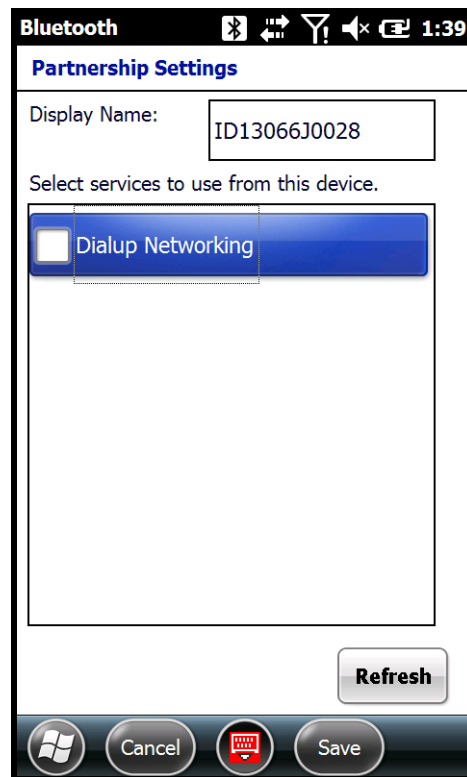 Bluetooth 1:39
Partnership Settings
Display Name:
ID13066J0028
Select services to use from this device.
Dialup Networking
Refresh
Cancel Save